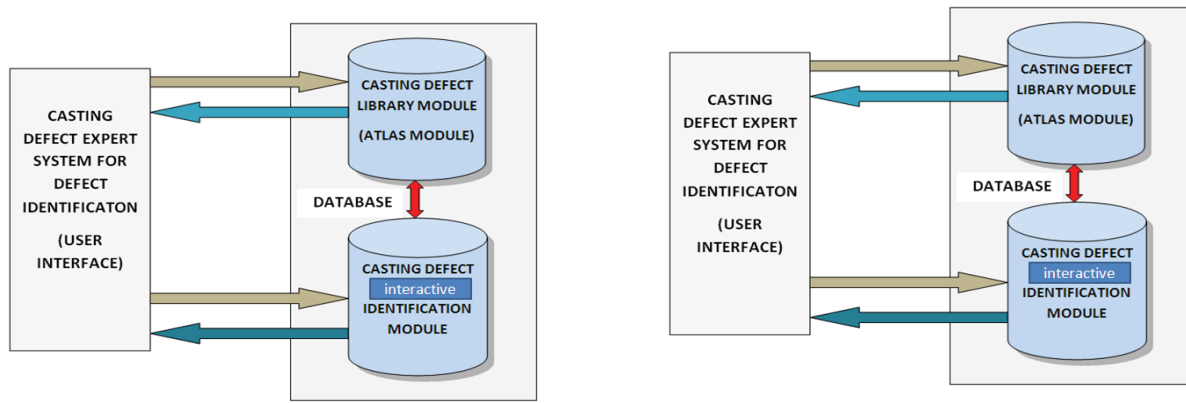 CASTING
DEFECT EXPERT
SYSTEM FOR
DEFECT
IDENTIFICATON
(USER
INTERFACE)
CASTING DEFECT
LIBRARY MODULE
(ATLAS MODULE)
DATABASE
CASTING DEFECT
interactive
IDENTIFICATION
MODULE
CASTING
DEFECT EXPERT
SYSTEM FOR
DEFECT
IDENTIFICATON
(USER
INTERFACE)
CASTING DEFECT
LIBRARY MODULE
(ATLAS MODULE)
DATABASE
CASTING DEFECT
interactive
IDENTIFICATION
MODULE